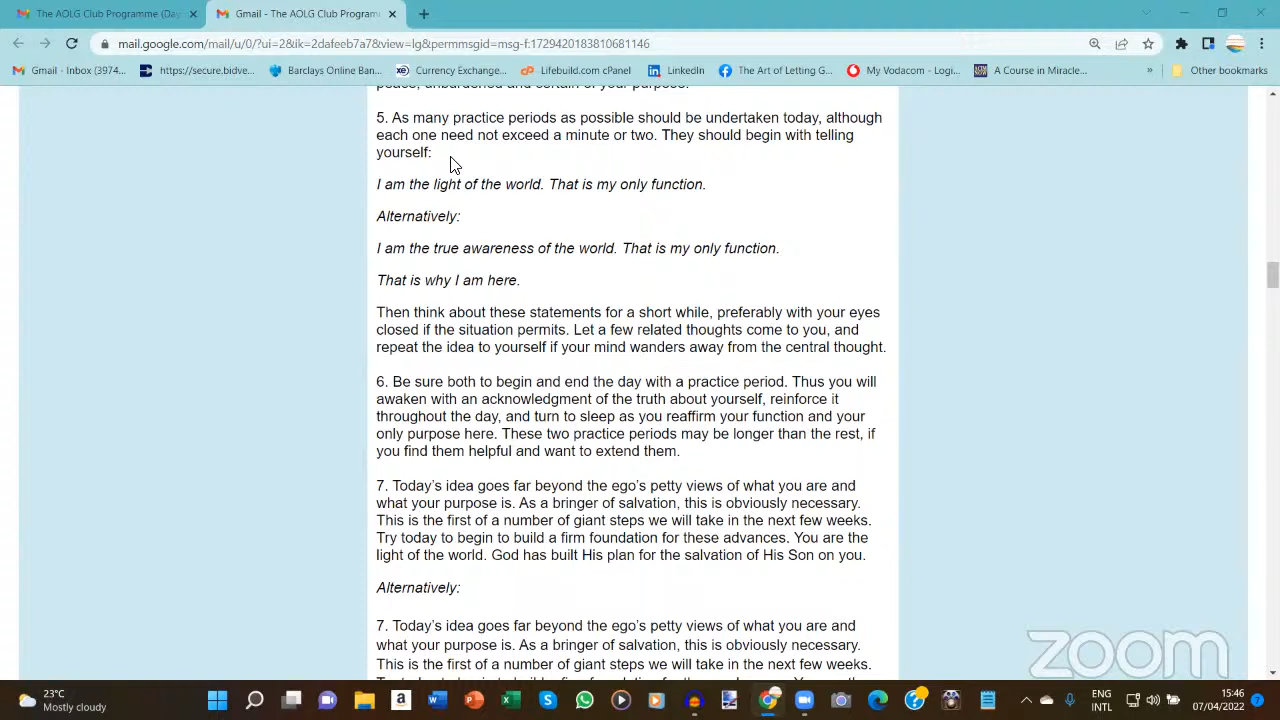 The AOLG Club Programme (Day
Gmail - The AOLG Club Programm
mail.google.com/mail/u/0/?ui=2&ik=2dafeeb7a78view=lg&permmsgid=msg-f:1729420183810681146
Gmail - Inbox (3974...
https://secure.bidve...
Barclays Online Ban...
Currency Exchange...
Lifebuild.com cPanel
LinkedIn
The Art of Letting G...
My Vodacom - Logi...
A Course in Miracle...
»
Other bookmarks
peace, unburdened and certain of your purpose.
5. As many practice periods as possible should be undertaken today, although
each one need not exceed a minute or two. They should begin with telling
yourself:
I am the light of the world. That is my only function.
Alternatively:
I am the true awareness of the world. That is my only function.
That is why I am here.
Then think about these statements for a short while, preferably with your eyes
closed if the situation permits. Let a few related thoughts come to you, and
repeat the idea to yourself if your mind wanders away from the central thought.
6. Be sure both to begin and end the day with a practice period. Thus you will
awaken with an acknowledgment of the truth about yourself, reinforce it
throughout the day, and turn to sleep as you reaffirm your function and your
only purpose here. These two practice periods may be longer than the rest, if
you find them helpful and want to extend them.
7. Today's idea goes far beyond the ego's petty views of what you are and
what your purpose is. As a bringer of salvation, this is obviously necessary.
This is the first of a number of giant steps we will take in the next few weeks.
Try today to begin to build a firm foundation for these advances. You are the
light of the world. God has built His plan for the salvation of His Son on you.
Alternatively:
7. Today's idea goes far beyond the ego's petty views of what you are and
what your purpose is. As a bringer of salvation, this is obviously necessary.
This is the first of a number of giant steps we will take in the next few weeks.
zoom
23°C
Mostly cloudy
ENG
INTL
15:46
07/04/2022